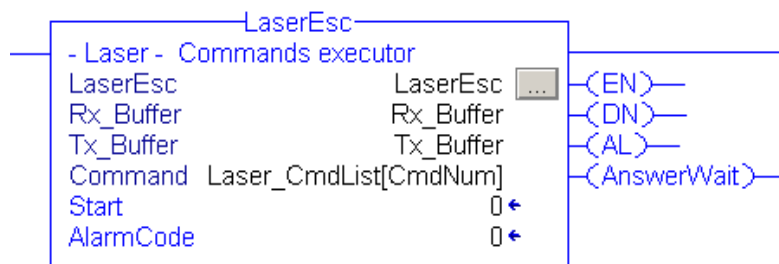 LaserEsc
- Laser - Commands executor
LaserEsc LaserEsc ... (EN)
Rx_Buffer Rx_Buffer (DN)
Tx_Buffer Tx_Buffer (AL)
Command Laser_CmdList[CmdNum] (AnswerWait)
Start 0
AlarmCode 0